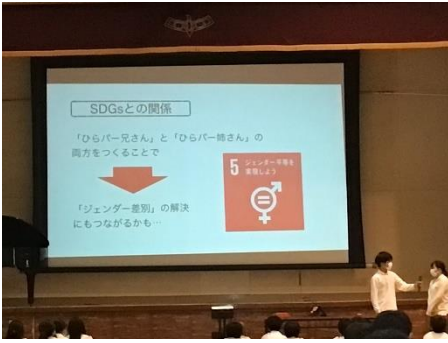 SDGsとの関係
「ひらパー兄さん」と「ひらパー姉さん」の
両方をつくることで
「ジェンダー差別」の解決
にもつながるかも…
5 ジェンダー平等を
実現しよう